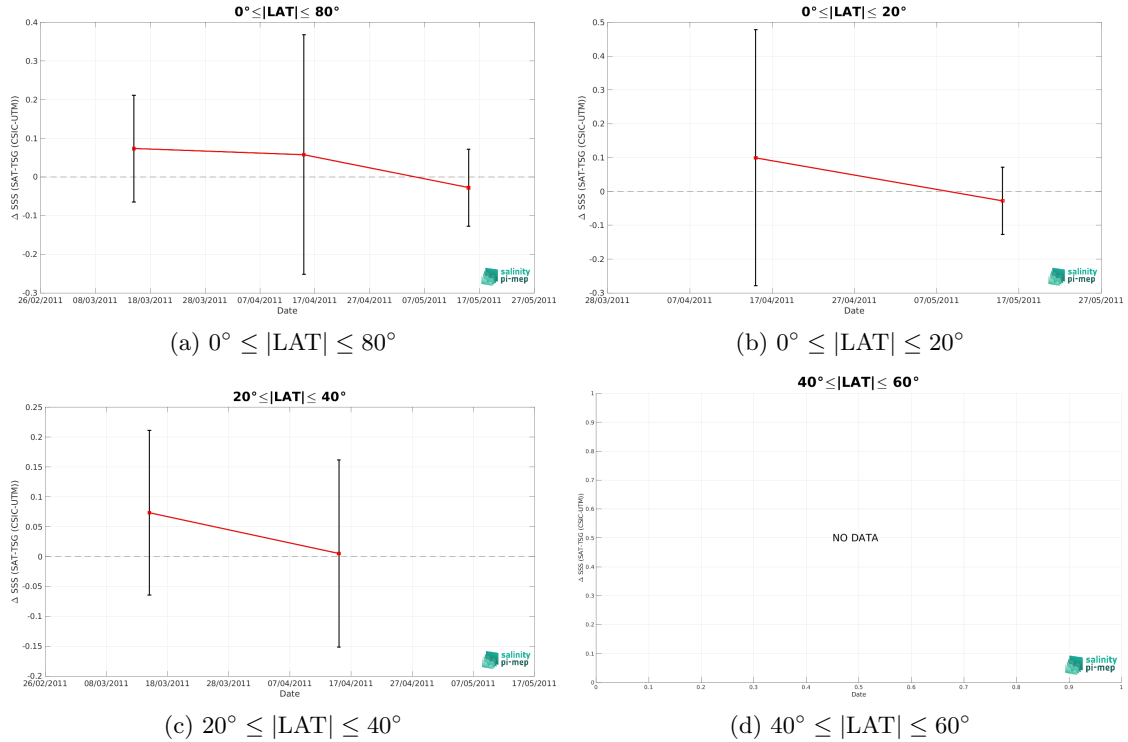 0°≤|LAT|≤ 80°
Δ SSS (SAT-TSG (CSIC-UTM))
0.4
0.3
0.2
0.1
0
-0.1
-0.2
-0.3
26/02/2011 08/03/2011 18/03/2011 28/03/2011 07/04/2011 17/04/2011 27/04/2011 07/05/2011 17/05/2011 27/05/2011
Date
salinity
pi-mep
(a) 0° ≤ |LAT| ≤ 80°
0°≤|LAT|≤ 20°
Δ SSS (SAT-TSG (CSIC-UTM))
0.5
0.4
0.3
0.2
0.1
0
-0.1
-0.2
-0.3
28/03/2011 07/04/2011 17/04/2011 27/04/2011 07/05/2011 17/05/2011 27/05/2011
Date
salinity
pi-mep
(b) 0° ≤ |LAT| ≤ 20°
20°≤|LAT|≤ 40°
Δ SSS (SAT-TSG (CSIC-UTM))
0.25
0.2
0.15
0.1
0.05
0
-0.05
-0.1
-0.15
-0.2
26/02/2011 08/03/2011 18/03/2011 28/03/2011 07/04/2011 17/04/2011 27/04/2011 07/05/2011 17/05/2011
Date
salinity
pi-mep
(c) 20° ≤ |LAT| ≤ 40°
40°≤|LAT|≤ 60°
Δ SSS (SAT-TSG (CSIC-UTM))
1
0.9
0.8
0.7
0.6
0.5
0.4
0.3
0.2
0.1
0
NO DATA
0 0.1 0.2 0.3 0.4 0.5 0.6 0.7 0.8 0.9 1
Date
salinity
pi-mep
(d) 40° ≤ |LAT| ≤ 60°